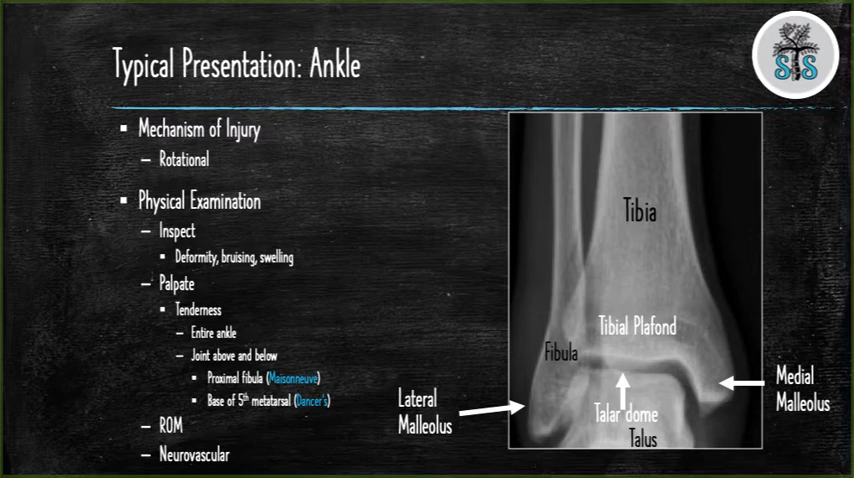 Typical Presentation: Ankle
STS
▪ Mechanism of Injury
– Rotational
▪ Physical Examination
– Inspect
▪ Deformity, bruising, swelling
– Palpate
▪ Tenderness
– Entire ankle
– Joint above and below
▪ Proximal fibula (Maisonneuve)
▪ Base of 5th metatarsal (Dancer's)
– ROM
– Neurovascular
Tibia
Tibial Plafond
Fibula
Lateral
Malleolus
Medial
Malleolus
Talar dome
Talus